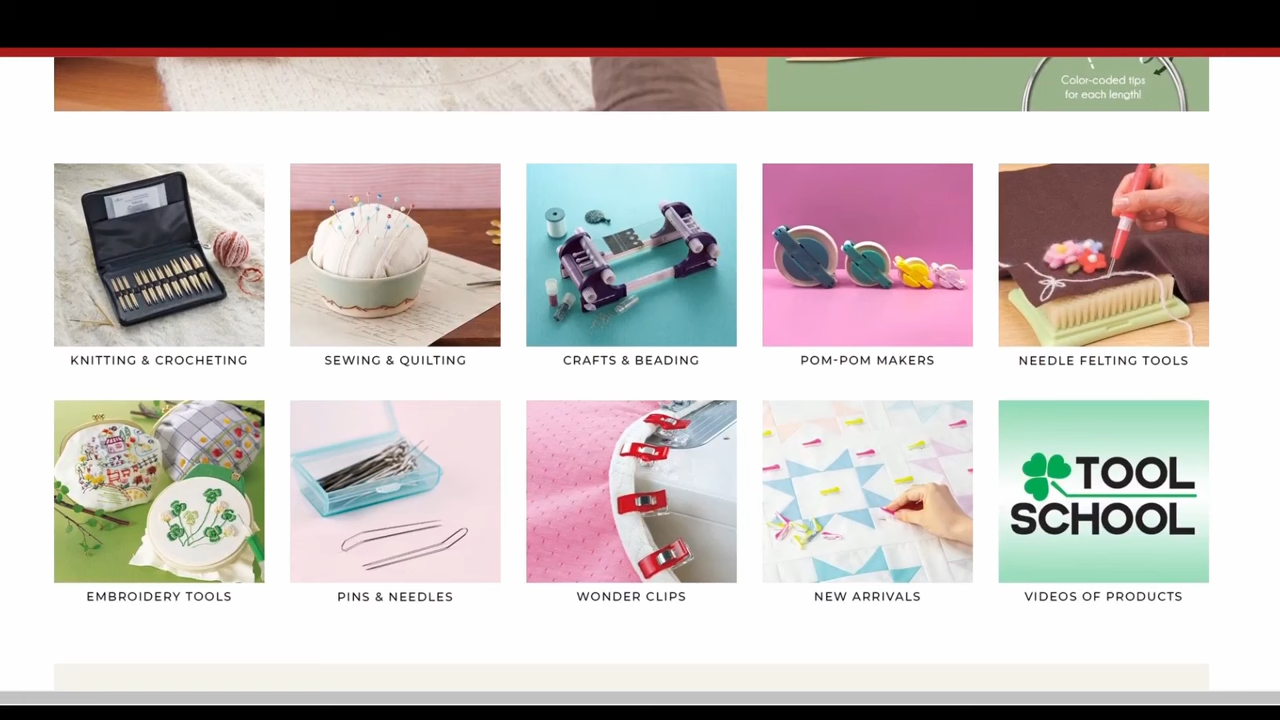 Color-coded tips
for each length!
KNITTING & CROCHETING
SEWING & QUILTING
CRAFTS & BEADING
POM-POM MAKERS
NEEDLE FELTING TOOLS
TOOL
SCHOOL
EMBROIDERY TOOLS
PINS & NEEDLES
WONDER CLIPS
NEW ARRIVALS
VIDEOS OF PRODUCTS